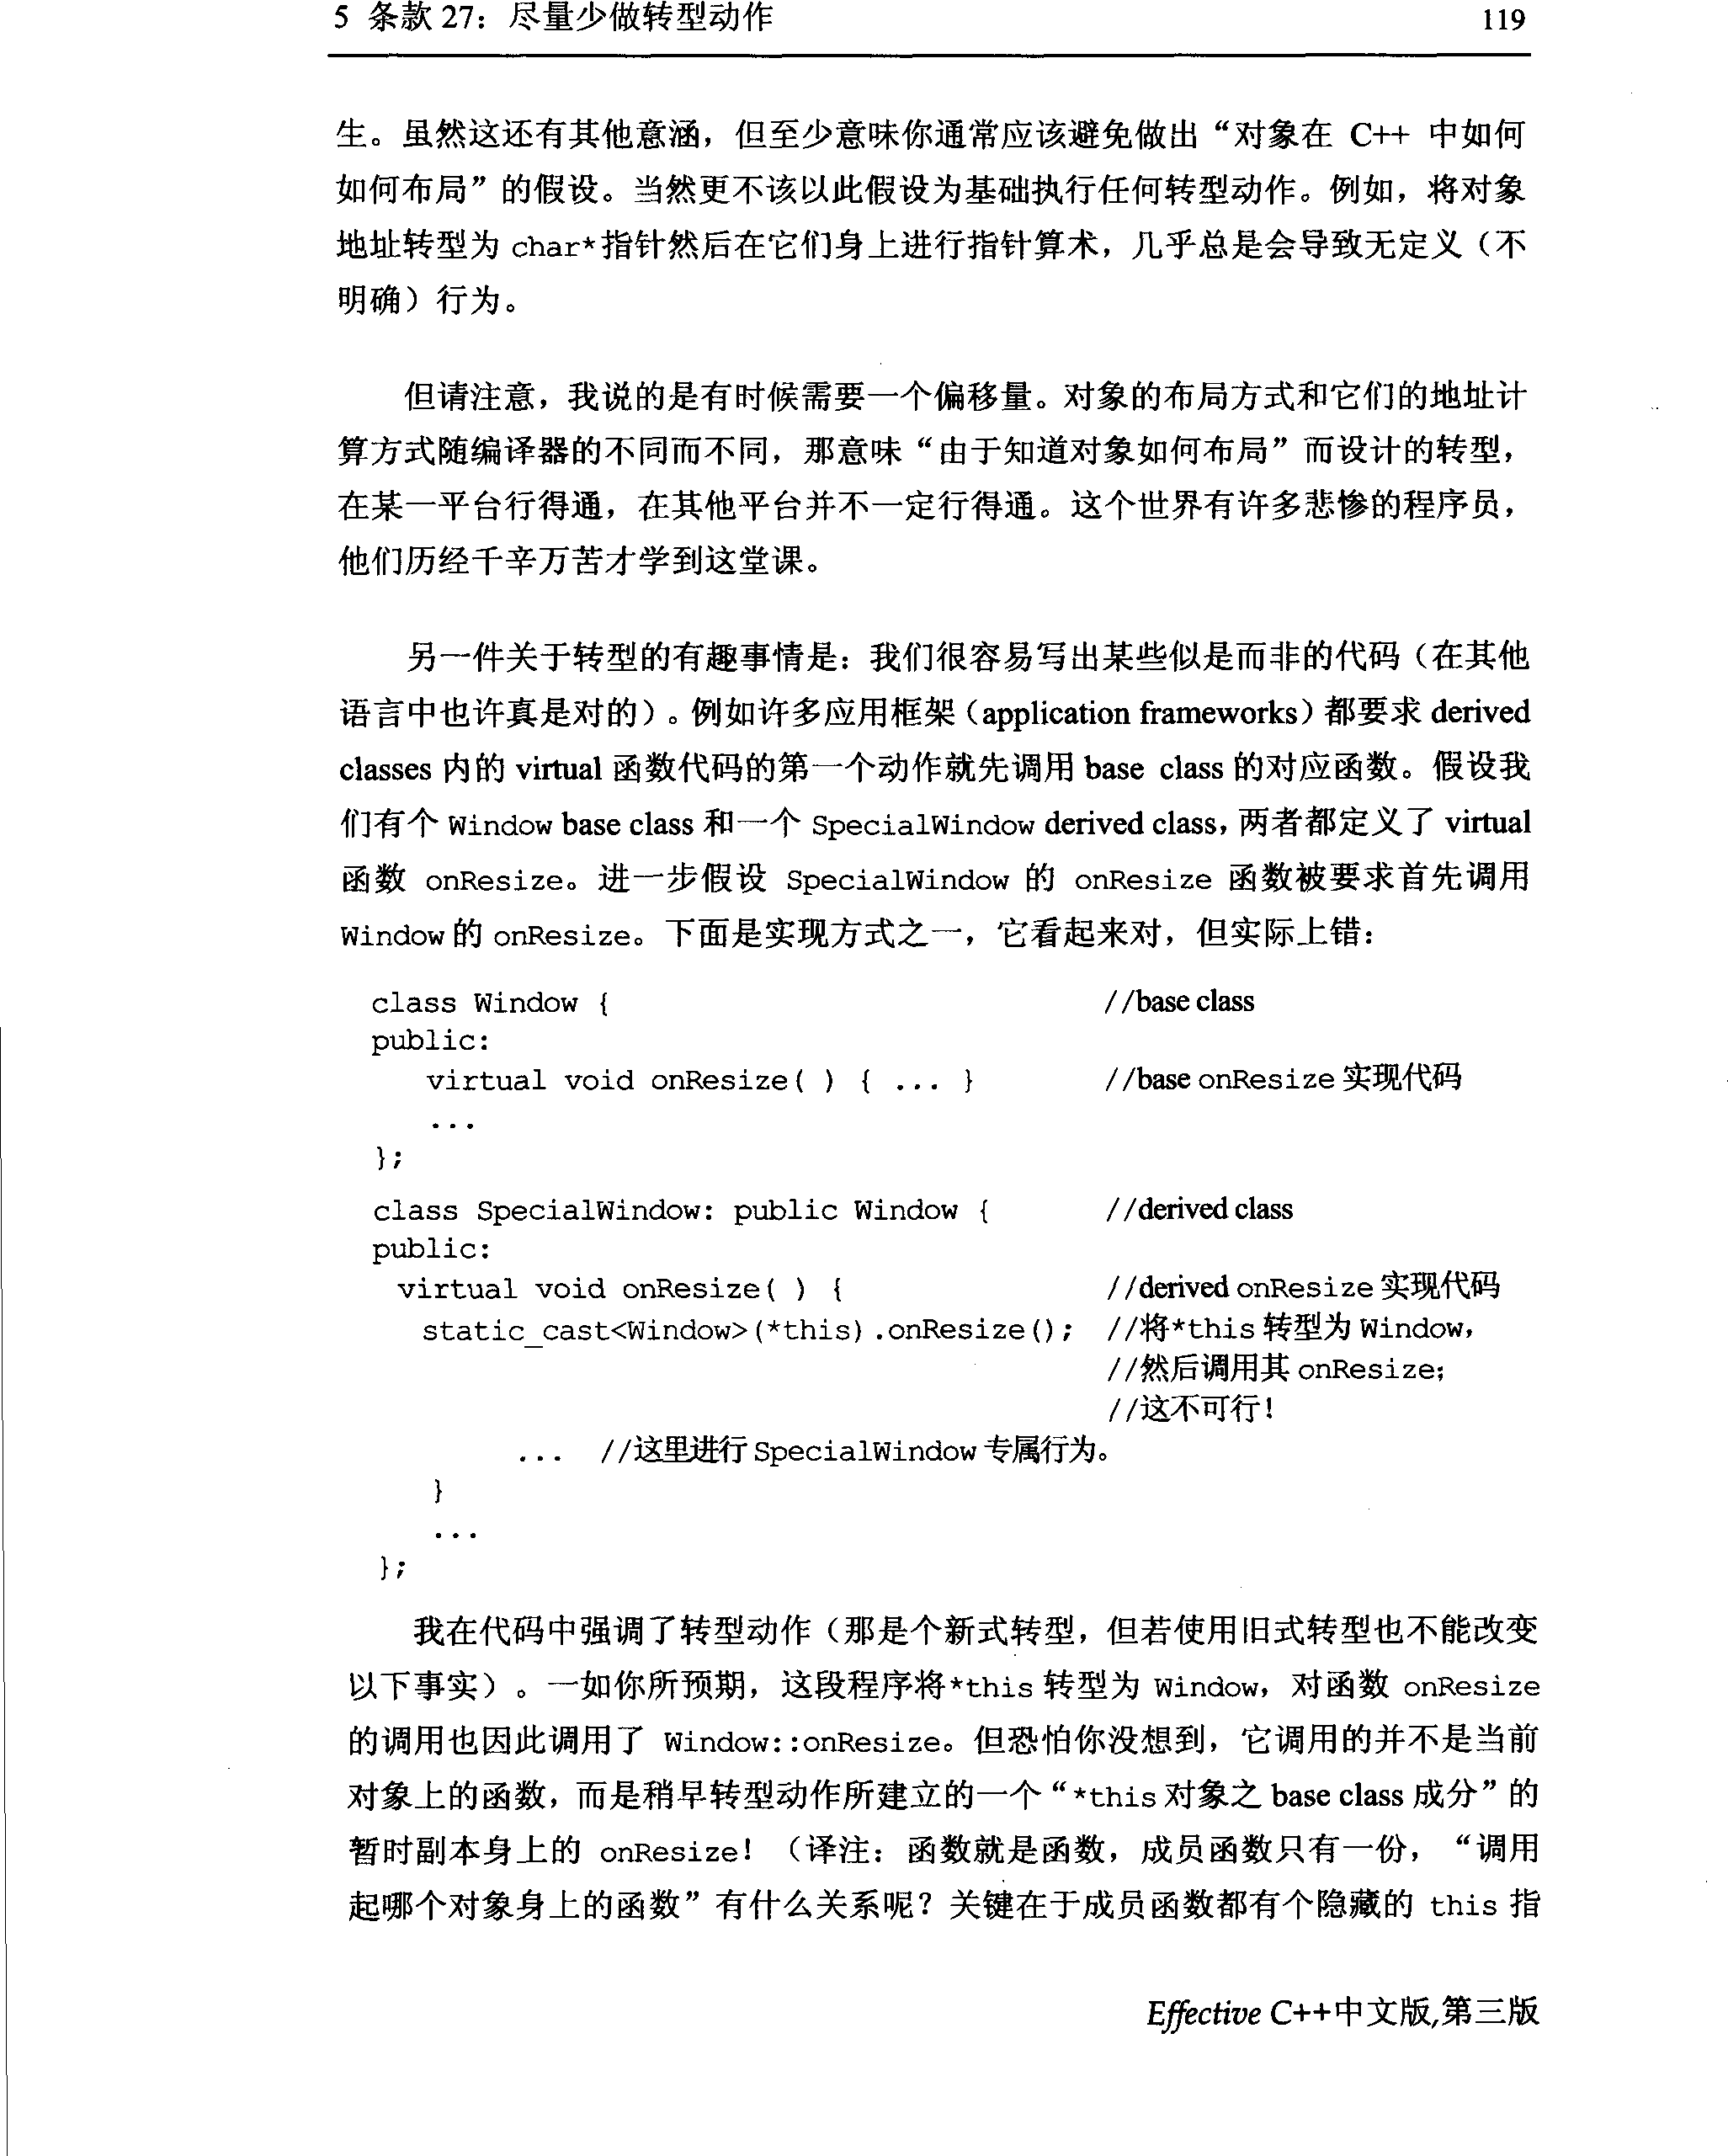 5 条款 27：尽量少做转型动作 119
生。虽然这还有其他意涵，但至少意味你通常应该避免做出“对象在 C++ 中如何
如何布局”的假设。当然更不该以此假设为基础执行任何转型动作。例如，将对象
地址转型为 char*指针然后在它们身上进行指针算术，几乎总是会导致无定义（不
明确）行为。
但请注意，我说的是有时候需要一个偏移量。对象的布局方式和它们的地址计
算方式随编译器的不同而不同，那意味“由于知道对象如何布局”而设计的转型，
在某一平台行得通，在其他平台并不一定行得通。这个世界有许多悲惨的程序员，
他们历经千辛万苦才学到这堂课。
另一件关于转型的有趣事情是：我们很容易写出某些似是而非的代码（在其他
语言中也许真是对的）。例如许多应用框架（application frameworks）都要求 derived
classes 内的 virtual 函数代码的第一个动作就先调用 base class 的对应函数。假设我
们有个 Window base class 和一个 SpecialWindow derived class，两者都定义了 virtual
函数 onResize。进一步假设 SpecialWindow 的 onResize 函数被要求首先调用
Window 的 onResize。下面是实现方式之一，它看起来对，但实际上错：
class Window { //base class
public:
virtual void onResize( ) { ... } //base onResize 实现代码
...
};
class SpecialWindow: public Window { //derived class
public:
virtual void onResize( ) { //derived onResize 实现代码
static_cast<Window>(*this).onResize(); //将*this 转型为 Window，
//然后调用其 onResize；
//这不可行！
... //这里进行 SpecialWindow 专属行为。
}
...
};
我在代码中强调了转型动作（那是个新式转型，但若使用旧式转型也不能改变
以下事实）。一如你所预期，这段程序将*this 转型为 Window，对函数 onResize
的调用也因此调用了 Window::onResize。但恐怕你没想到，它调用的并不是当前
对象上的函数，而是稍早转型动作所建立的一个“*this 对象之 base class 成分”的
暂时副本身上的 onResize！（译注：函数就是函数，成员函数只有一份，“调用
起哪个对象身上的函数”有什么关系呢？关键在于成员函数都有个隐藏的 this 指
Effective C++中文版,第三版